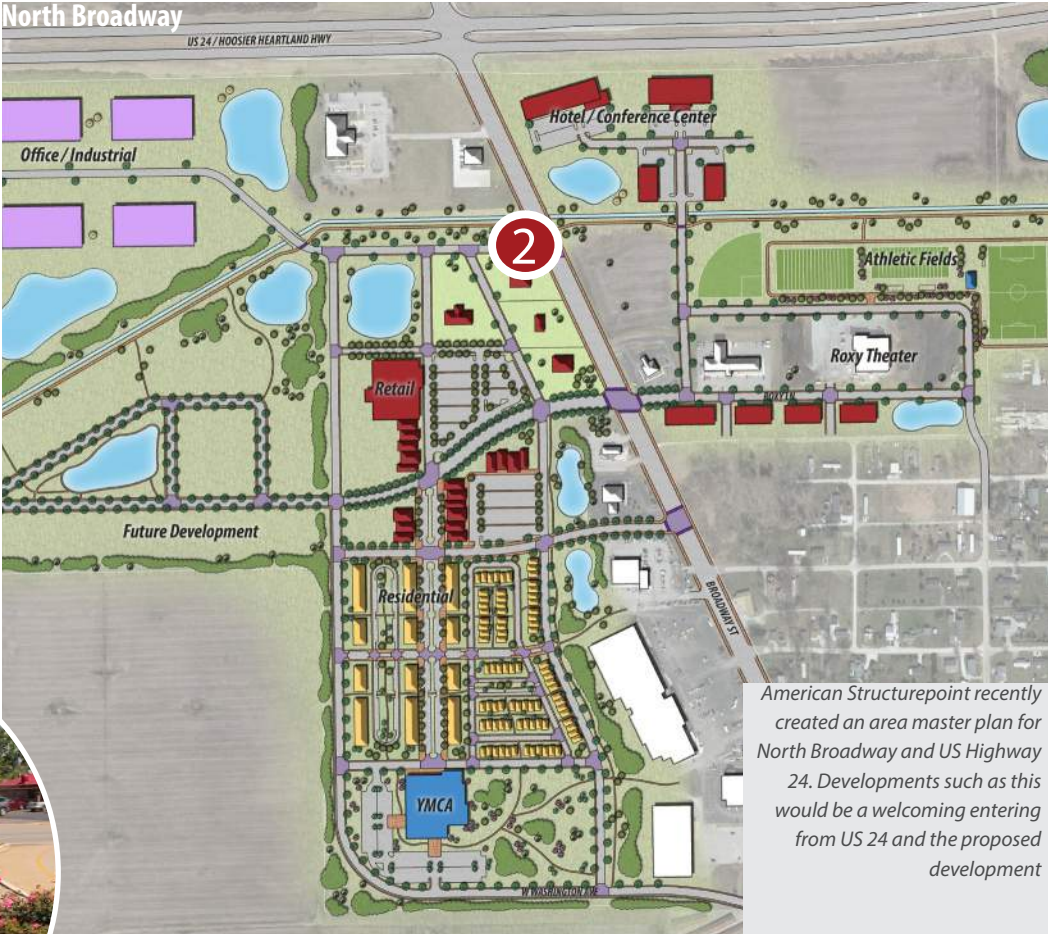 North Broadway
US 24 / HOOSIER HEARTLAND HWY
Hotel / Conference Center
Office / Industrial
2
Athletic Fields
Roxy Theater
Retail
ROXY LN
Future Development
Residential
BROADWAY ST
YMCA
W WASHINGTON AVE
American Structurepoint recently
created an area master plan for
North Broadway and US Highway
24. Developments such as this
would be a welcoming entering
from US 24 and the proposed
development